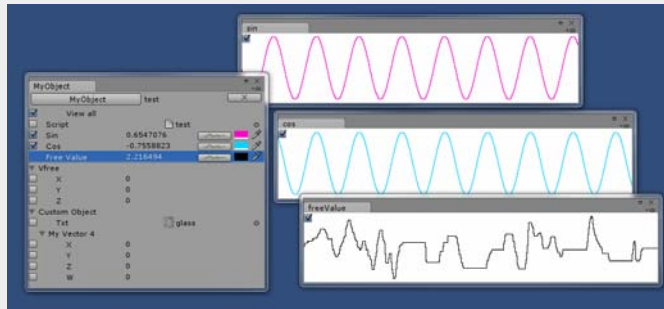 sin
MyObject
MyObject test
View all
Script test
Sin 0.6547076
Cos -0.7558823
Free Value 2.216494
Vfree
X 0
Y 0
Z 0
Custom Object
Txt glass
My Vector 4
X 0
Y 0
Z 0
W 0
cos
freeValue